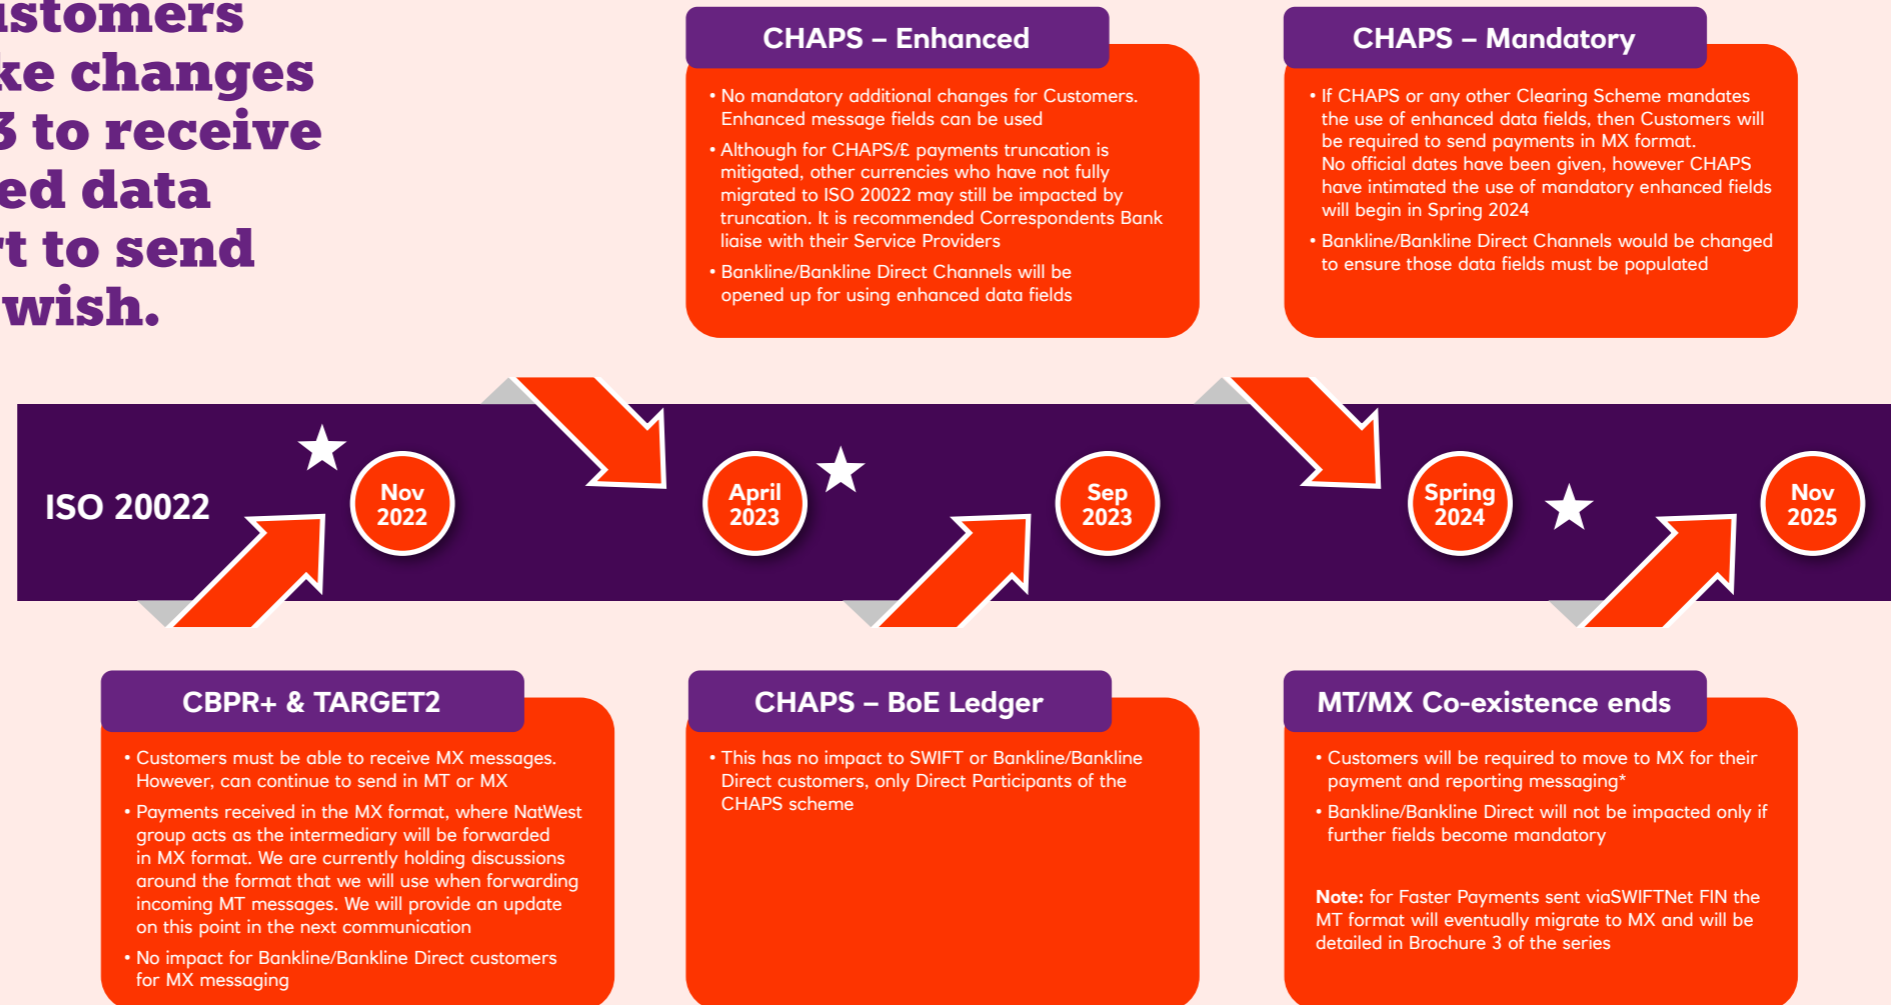 ke changes
3 to receive
ed data
rt to send
wish.
CHAPS – Enhanced
• No mandatory additional changes for Customers.
Enhanced message fields can be used
• Although for CHAPS/£ payments truncation is
mitigated, other currencies who have not fully
migrated to ISO 20022 may still be impacted by
truncation. It is recommended Correspondents Bank
liaise with their Service Providers
• Bankline/Bankline Direct Channels will be
opened up for using enhanced data fields
CHAPS – Mandatory
• If CHAPS or any other Clearing Scheme mandates
the use of enhanced data fields, then Customers will
be required to send payments in MX format.
No official dates have been given, however CHAPS
have intimated the use of mandatory enhanced fields
will begin in Spring 2024
• Bankline/Bankline Direct Channels would be changed
to ensure those data fields must be populated
ISO 20022
Nov
2022
April
2023
Sep
2023
Spring
2024
Nov
2025
CBPR+ & TARGET2
• Customers must be able to receive MX messages.
However, can continue to send in MT or MX
• Payments received in the MX format, where NatWest
group acts as the intermediary will be forwarded
in MX format. We are currently holding discussions
around the format that we will use when forwarding
incoming MT messages. We will provide an update
on this point in the next communication
• No impact for Bankline/Bankline Direct customers
for MX messaging
CHAPS – BoE Ledger
• This has no impact to SWIFT or Bankline/Bankline
Direct customers, only Direct Participants of the
CHAPS scheme
MT/MX Co-existence ends
• Customers will be required to move to MX for their
payment and reporting messaging*
• Bankline/Bankline Direct will not be impacted only if
further fields become mandatory
Note: for Faster Payments sent viaSWIFTNet FIN the
MT format will eventually migrate to MX and will be
detailed in Brochure 3 of the series